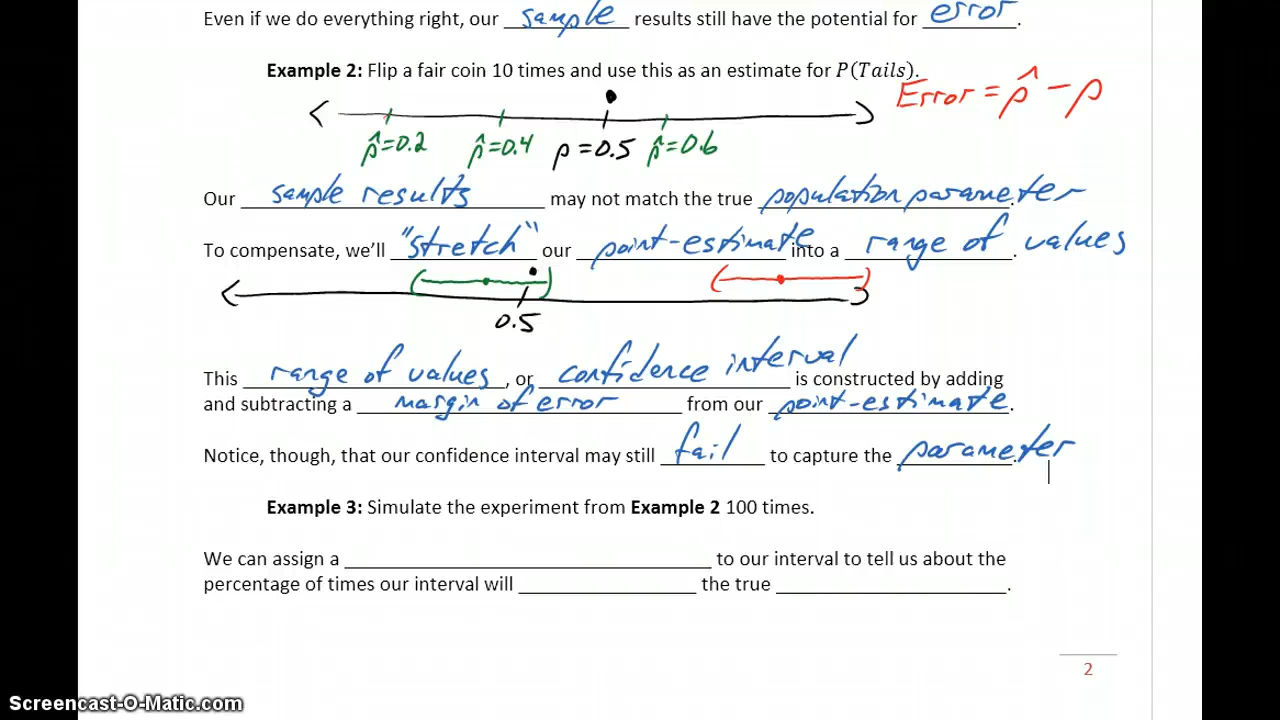 Even if we do everything right, our sample results still have the potential for error.
Example 2: Flip a fair coin 10 times and use this as an estimate for P(Tails).
Error = p̂ − p
p̂=0.2 p̂=0.4 p=0.5 p̂=0.6
Our sample results may not match the true population parameter.
To compensate, we'll "stretch" our point-estimate into a range of values.
0.5
This range of values, or confidence interval is constructed by adding
and subtracting a margin of error from our point-estimate.
Notice, though, that our confidence interval may still fail to capture the parameter.
Example 3: Simulate the experiment from Example 2 100 times.
We can assign a ____ to our interval to tell us about the
percentage of times our interval will ____ the true ____.
2
Screencast-O-Matic.com